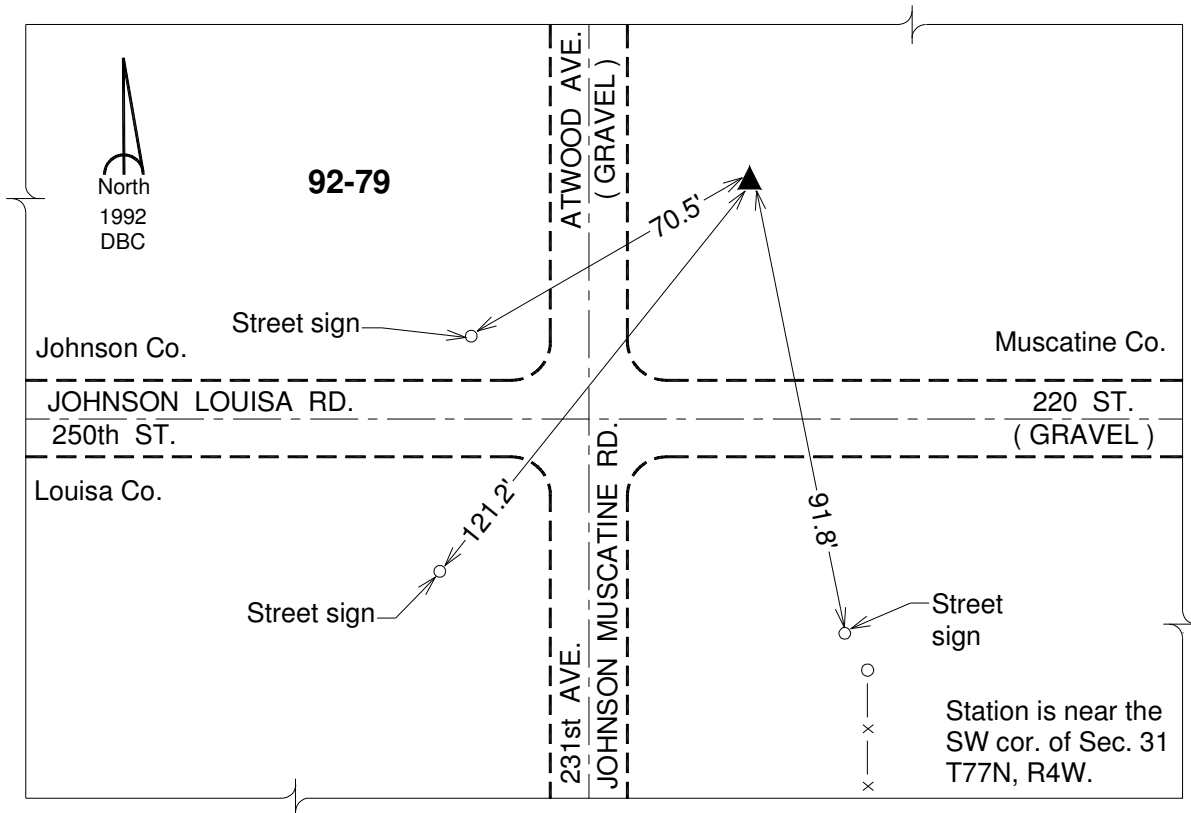 ATWOOD AVE.
( GRAVEL )
North
1992
DBC
92-79
70.5'
Street sign
Johnson Co.
Muscatine Co.
JOHNSON LOUISA RD.
220 ST.
250th ST.
( GRAVEL )
Louisa Co.
121.2'
91.8'
Street sign
Street
sign
231st AVE.
JOHNSON MUSCATINE RD.
Station is near the
SW cor. of Sec. 31
T77N, R4W.